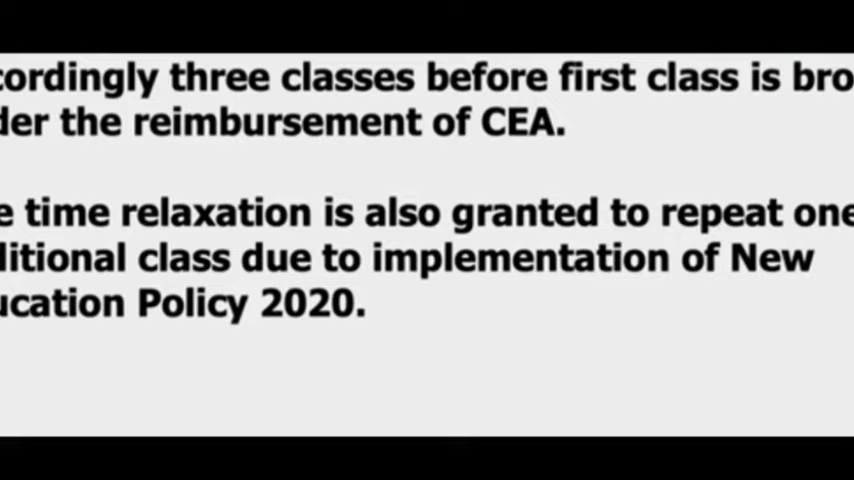 cordingly three classes before first class is bro
der the reimbursement of CEA.
e time relaxation is also granted to repeat one
ditional class due to implementation of New
ucation Policy 2020.